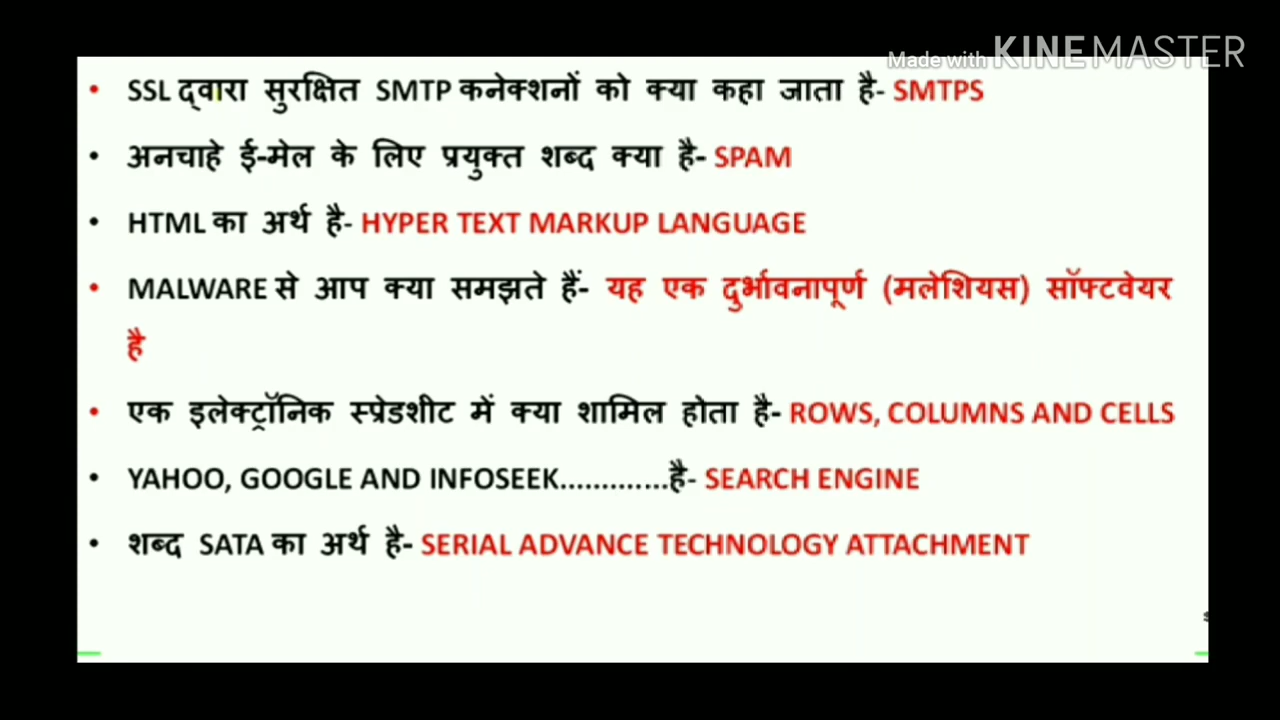 Made with KINEMASTER
• SSL द्वारा सुरक्षित SMTP कनेक्शनों को क्या कहा जाता है- SMTPS
• अनचाहे ई-मेल के लिए प्रयुक्त शब्द क्या है- SPAM
• HTML का अर्थ है- HYPER TEXT MARKUP LANGUAGE
• MALWARE से आप क्या समझते हैं- यह एक दुर्भावनापूर्ण (मलेशियस) सॉफ्टवेयर
है
• एक इलेक्ट्रॉनिक स्प्रेडशीट में क्या शामिल होता है- ROWS, COLUMNS AND CELLS
• YAHOO, GOOGLE AND INFOSEEK.............है- SEARCH ENGINE
• शब्द SATA का अर्थ है- SERIAL ADVANCE TECHNOLOGY ATTACHMENT